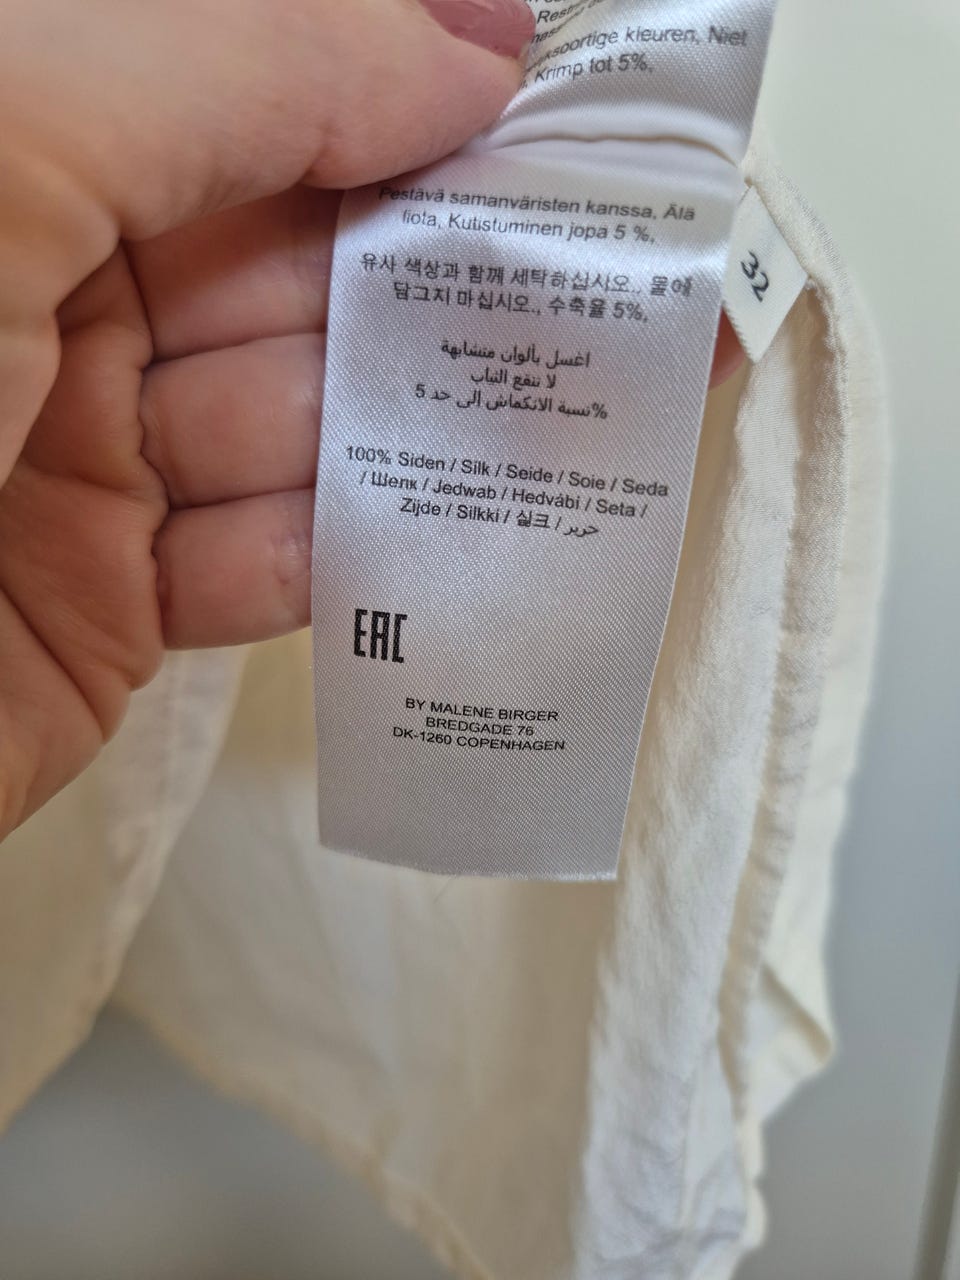 Restr
ksoortige kleuren, Niet
Krimp tot 5%,
Pestävä samanväristen kanssa, Älä
liota, Kutistuminen jopa 5 %,
유사 색상과 함께 세탁하십시오., 물에
담그지 마십시오., 수축율 5%,
32
اغسل بألوان متشابهة
لا تنقع الثياب
%نسبة الانكماش الى حد 5
100% Siden / Silk / Seide / Soie / Seda
/ Шелк / Jedwab / Hedvábí / Seta /
Zijde / Silkki / 실크 / حرير
EAC
BY MALENE BIRGER
BREDGADE 76
DK-1260 COPENHAGEN